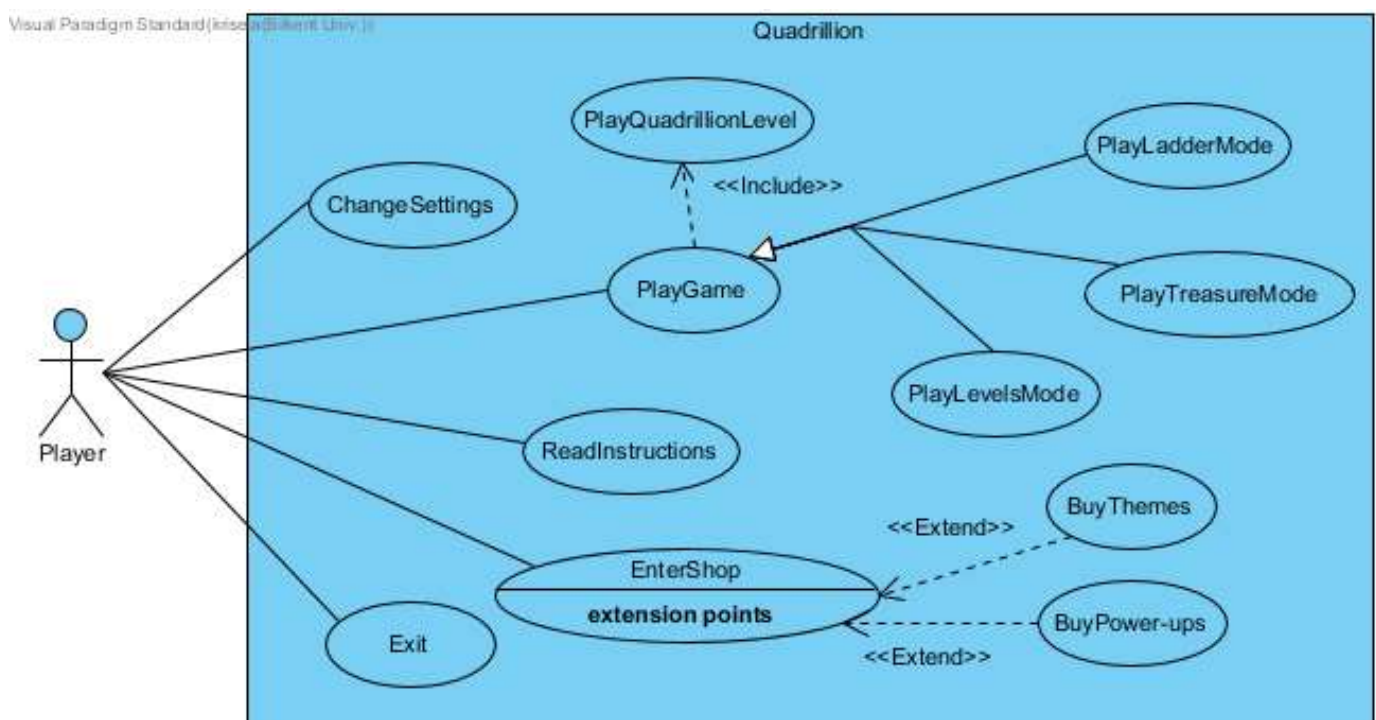 Visual Paradigm Standard
Quadrillion
PlayQuadrillionLevel
PlayLadderMode
<<Include>>
ChangeSettings
PlayGame
PlayTreasureMode
PlayLevelsMode
Player
ReadInstructions
BuyThemes
<<Extend>>
EnterShop
extension points
BuyPower-ups
Exit
<<Extend>>